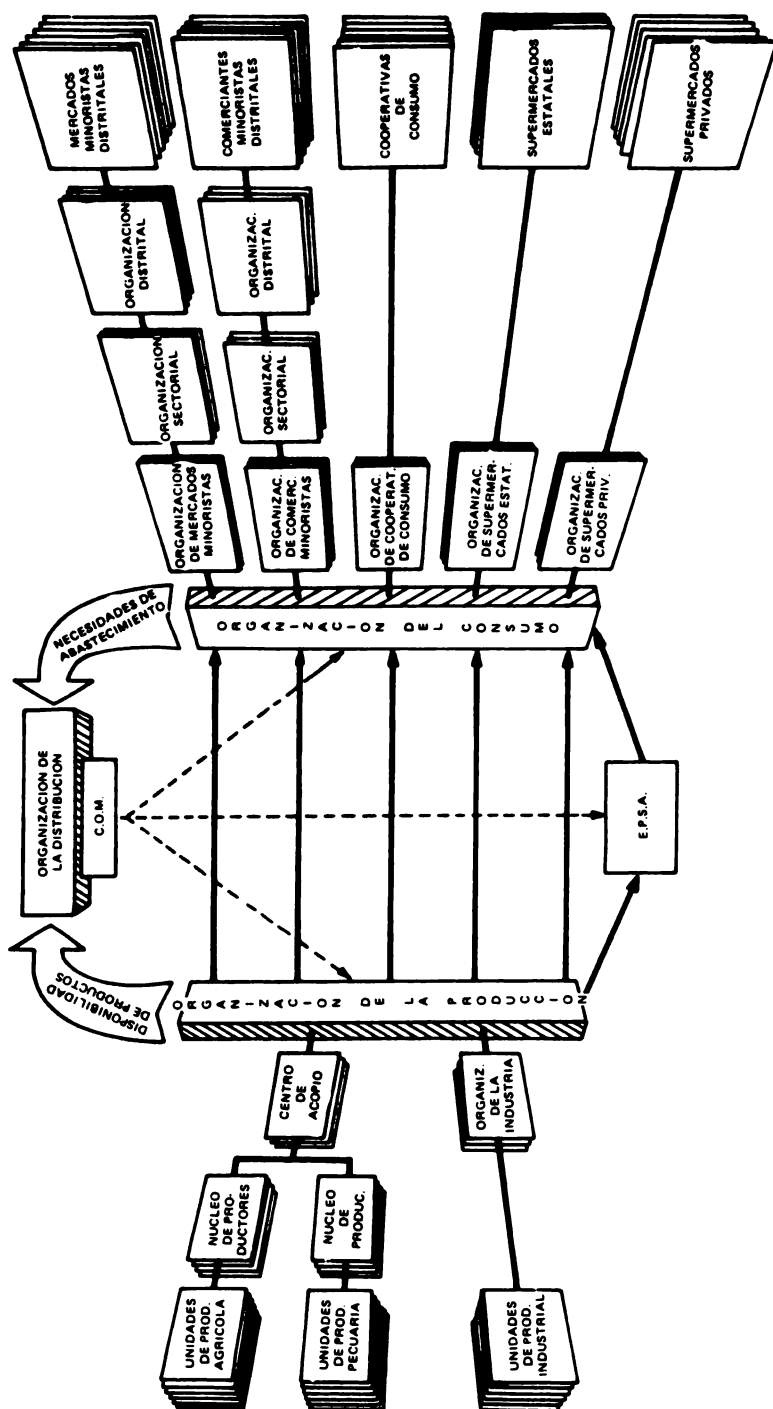 ORGANIZACION DE
LA DISTRIBUCION
C.O.M.
DISPONIBILIDAD
DE PRODUCTOS
NECESIDADES DE
ABASTECIMIENTO
UNIDADES
DE PROD.
AGRICOLA
NUCLEO
DE PRO-
DUCTORES
UNIDADES
DE PROD.
PECUARIA
NUCLEO
DE
PRODUC.
CENTRO
DE
ACOPIO
UNIDADES
DE PROD.
INDUSTRIAL
ORGANIZ.
DE LA
INDUSTRIA
ORGANIZACION DE LA PRODUCCION
E.P.S.A.
ORGANIZACION DEL CONSUMO
ORGANIZACION
DE MERCADOS
MINORISTAS
ORGANIZACION
SECTORIAL
ORGANIZACION
DISTRITAL
MERCADOS
MINORISTAS
DISTRITALES
ORGANIZAC.
DE COMERC.
MINORISTAS
ORGANIZAC.
SECTORIAL
ORGANIZAC.
DISTRITAL
COMERCIANTES
MINORISTAS
DISTRITALES
ORGANIZAC.
DE COOPERAT.
DE CONSUMO
COOPERATIVAS
DE
CONSUMO
ORGANIZAC.
DE SUPERMER-
CADOS ESTAT.
SUPERMERCADOS
ESTATALES
ORGANIZAC.
DE SUPERMER-
CADOS PRIV.
SUPERMERCADOS
PRIVADOS